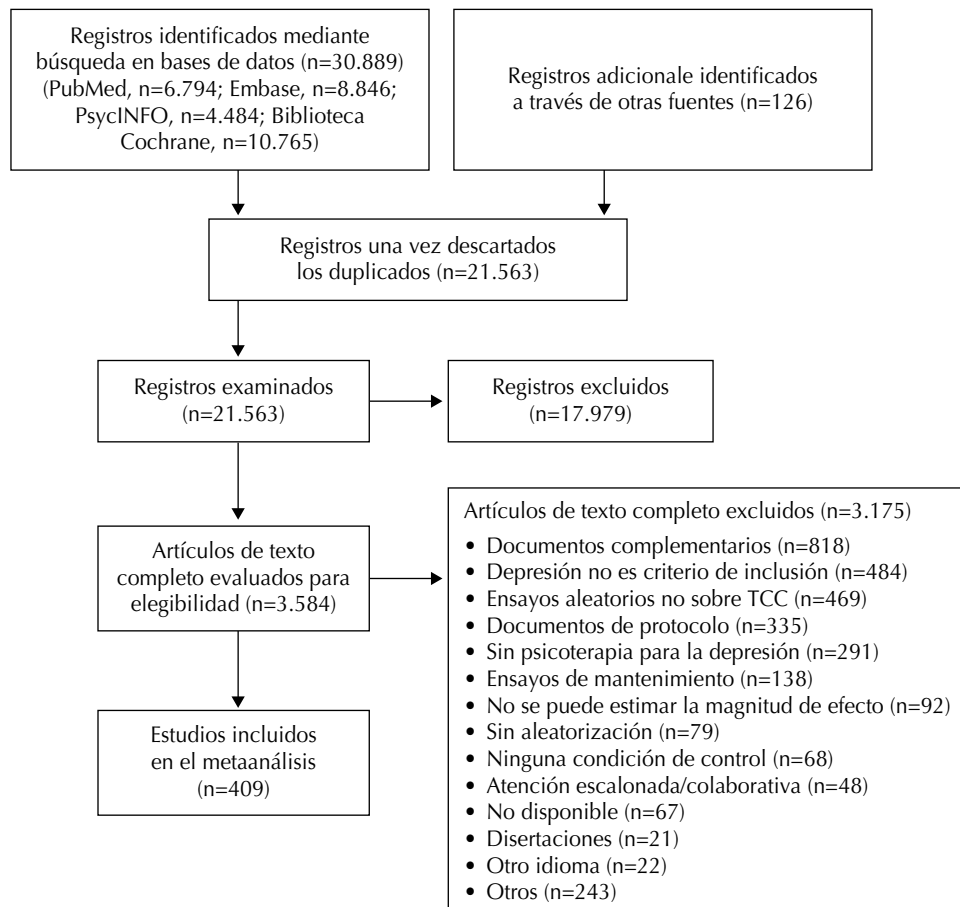 Registros identificados mediante
búsqueda en bases de datos (n=30.889)
(PubMed, n=6.794; Embase, n=8.846;
PsycINFO, n=4.484; Biblioteca
Cochrane, n=10.765)
Registros adicionale identificados
a través de otras fuentes (n=126)
Registros una vez descartados
los duplicados (n=21.563)
Registros examinados
(n=21.563)
Registros excluidos
(n=17.979)
Artículos de texto
completo evaluados para
elegibilidad (n=3.584)
Artículos de texto completo excluidos (n=3.175)
• Documentos complementarios (n=818)
• Depresión no es criterio de inclusión (n=484)
• Ensayos aleatorios no sobre TCC (n=469)
• Documentos de protocolo (n=335)
• Sin psicoterapia para la depresión (n=291)
• Ensayos de mantenimiento (n=138)
• No se puede estimar la magnitud de efecto (n=92)
• Sin aleatorización (n=79)
• Ninguna condición de control (n=68)
• Atención escalonada/colaborativa (n=48)
• No disponible (n=67)
• Disertaciones (n=21)
• Otro idioma (n=22)
• Otros (n=243)
Estudios incluidos
en el metaanálisis
(n=409)